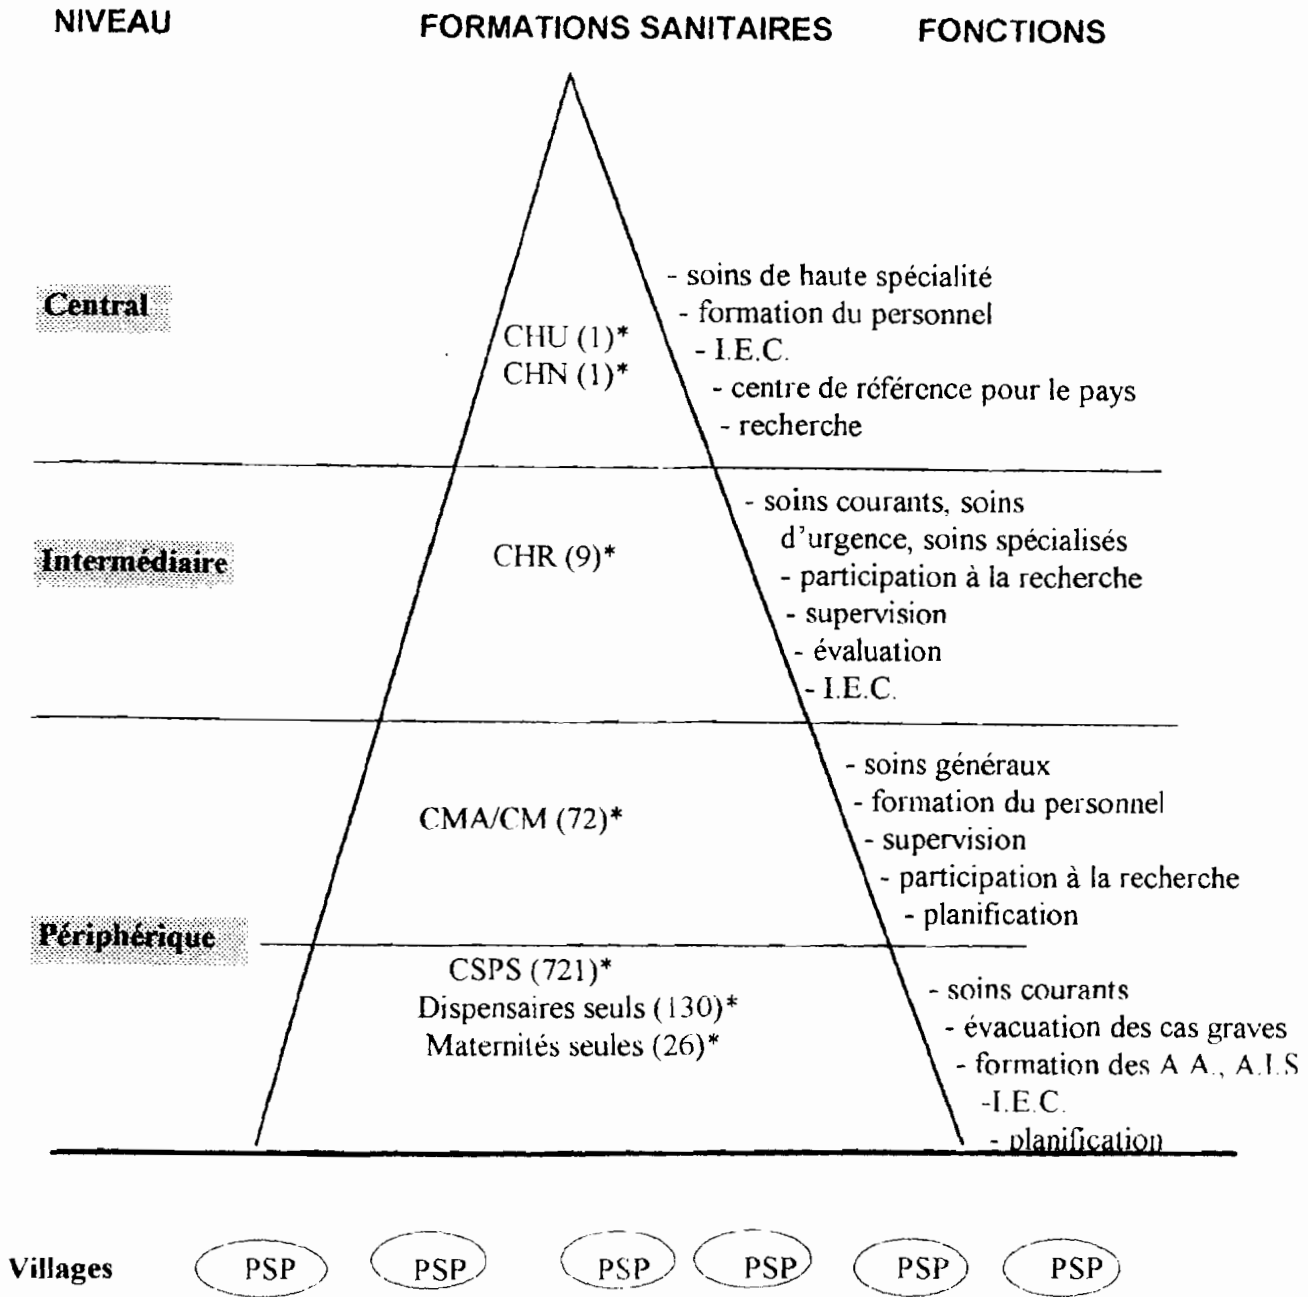 NIVEAU FORMATIONS SANITAIRES FONCTIONS
Central
CHU (1)*
CHN (1)*
- soins de haute spécialité
- formation du personnel
- I.E.C.
- centre de référence pour le pays
- recherche
Intermédiaire
CHR (9)*
- soins courants, soins
d'urgence, soins spécialisés
- participation à la recherche
- supervision
- évaluation
- I.E.C.
Périphérique
CMA/CM (72)*
- soins généraux
- formation du personnel
- supervision
- participation à la recherche
- planification
CSPS (721)*
Dispensaires seuls (130)*
Maternités seules (26)*
- soins courants
- évacuation des cas graves
- formation des A A., A.I.S
-I.E.C.
- planification
Villages PSP PSP PSP PSP PSP PSP